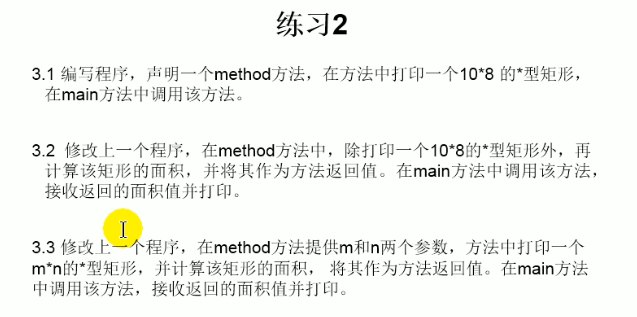 练习2
3.1 编写程序，声明一个method方法，在方法中打印一个10*8 的*型矩形，
在main方法中调用该方法。
3.2 修改上一个程序，在method方法中，除打印一个10*8的*型矩形外，再
计算该矩形的面积，并将其作为方法返回值。在main方法中调用该方法，
接收返回的面积值并打印。
3.3 修改上一个程序，在method方法提供m和n两个参数，方法中打印一个
m*n的*型矩形，并计算该矩形的面积， 将其作为方法返回值。在main方法
中调用该方法，接收返回的面积值并打印。